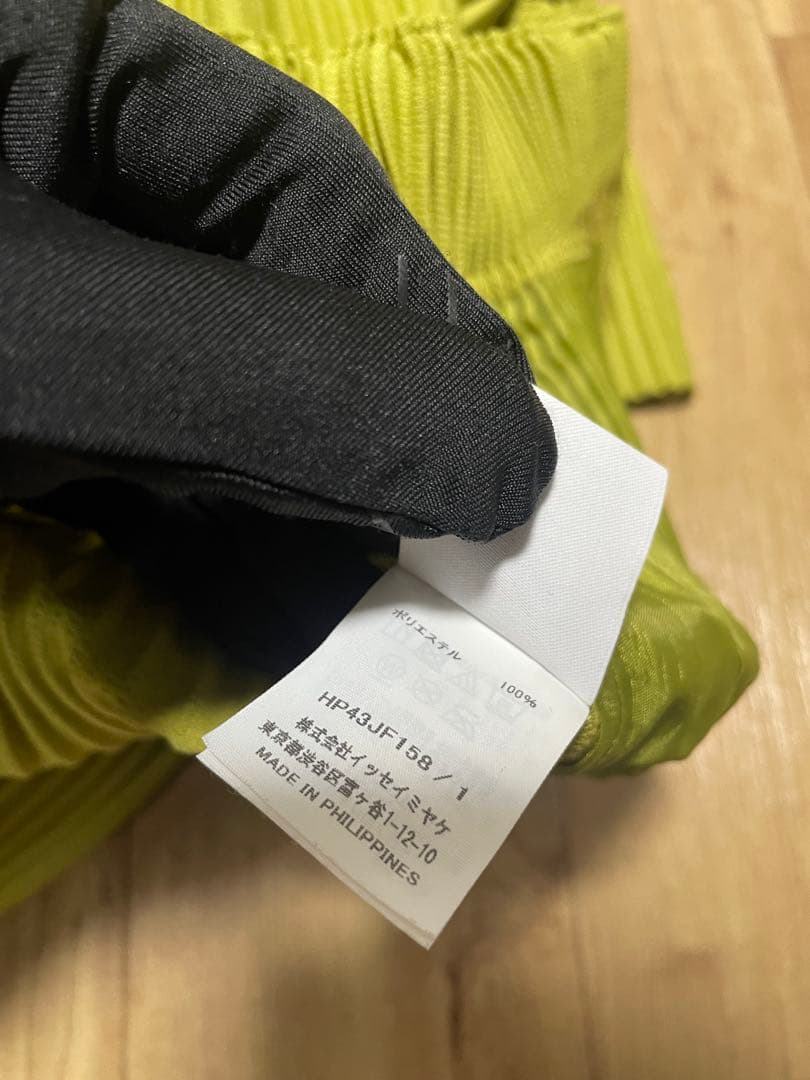 ポリエステル 100%
HP43JF158 / 1
株式会社イッセイミヤケ
東京都渋谷区富ヶ谷1-12-10
MADE IN PHILIPPINES